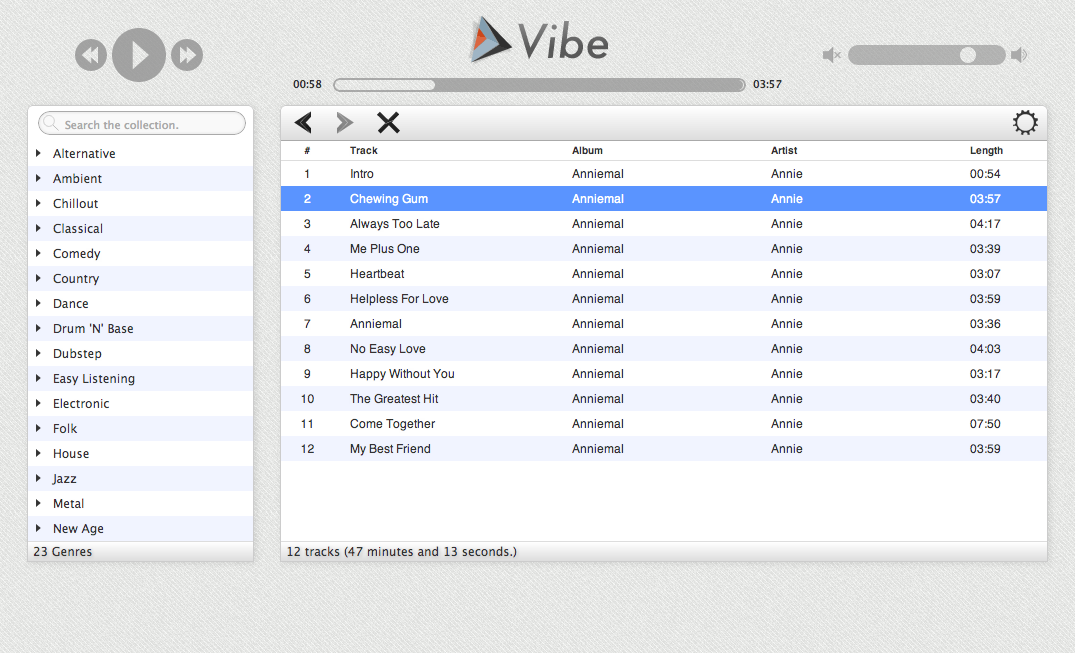 Vibe
00:58 03:57
Search the collection.
Alternative
Ambient
Chillout
Classical
Comedy
Country
Dance
Drum 'N' Base
Dubstep
Easy Listening
Electronic
Folk
House
Jazz
Metal
New Age
23 Genres
# Track Album Artist Length
1 Intro Anniemal Annie 00:54
2 Chewing Gum Anniemal Annie 03:57
3 Always Too Late Anniemal Annie 04:17
4 Me Plus One Anniemal Annie 03:39
5 Heartbeat Anniemal Annie 03:07
6 Helpless For Love Anniemal Annie 03:59
7 Anniemal Anniemal Annie 03:36
8 No Easy Love Anniemal Annie 04:03
9 Happy Without You Anniemal Annie 03:17
10 The Greatest Hit Anniemal Annie 03:40
11 Come Together Anniemal Annie 07:50
12 My Best Friend Anniemal Annie 03:59
12 tracks (47 minutes and 13 seconds.)